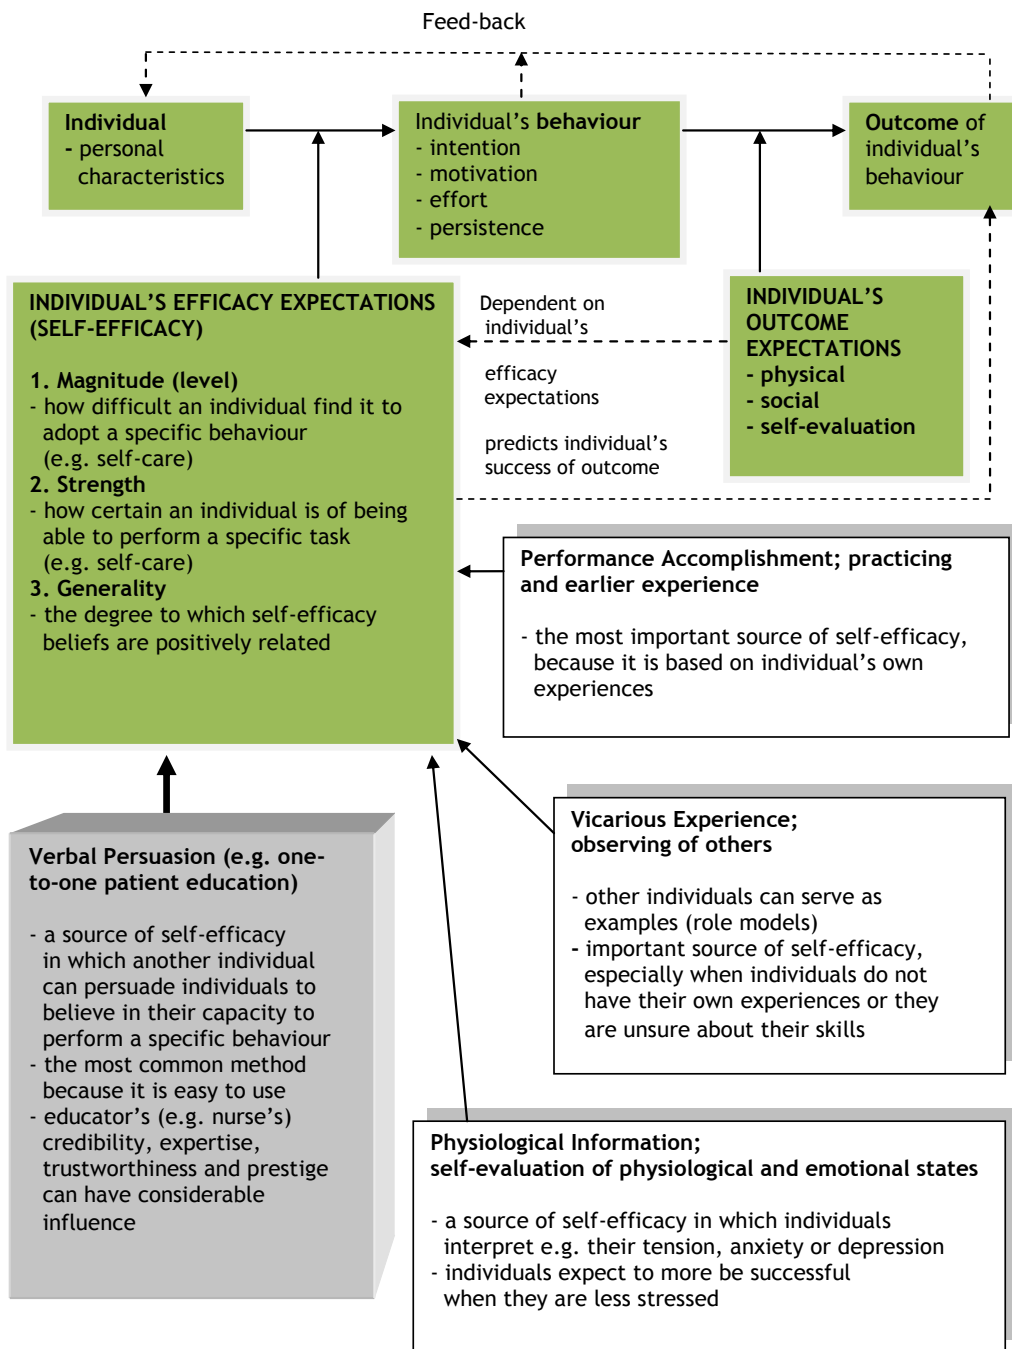 Feed-back
Individual
- personal
characteristics
Individual’s behaviour
- intention
- motivation
- effort
- persistence
Outcome of
individual’s
behaviour
INDIVIDUAL’S EFFICACY EXPECTATIONS
(SELF-EFFICACY)
1. Magnitude (level)
- how difficult an individual find it to
adopt a specific behaviour
(e.g. self-care)
2. Strength
- how certain an individual is of being
able to perform a specific task
(e.g. self-care)
3. Generality
- the degree to which self-efficacy
beliefs are positively related
Dependent on
individual’s
efficacy
expectations
predicts individual’s
success of outcome
INDIVIDUAL’S
OUTCOME
EXPECTATIONS
- physical
- social
- self-evaluation
Performance Accomplishment; practicing
and earlier experience
- the most important source of self-efficacy,
because it is based on individual’s own
experiences
Vicarious Experience;
observing of others
- other individuals can serve as
examples (role models)
- important source of self-efficacy,
especially when individuals do not
have their own experiences or they
are unsure about their skills
Verbal Persuasion (e.g. one-
to-one patient education)
- a source of self-efficacy
in which another individual
can persuade individuals to
believe in their capacity to
perform a specific behaviour
- the most common method
because it is easy to use
- educator’s (e.g. nurse’s)
credibility, expertise,
trustworthiness and prestige
can have considerable
influence
Physiological Information;
self-evaluation of physiological and emotional states
- a source of self-efficacy in which individuals
interpret e.g. their tension, anxiety or depression
- individuals expect to more be successful
when they are less stressed